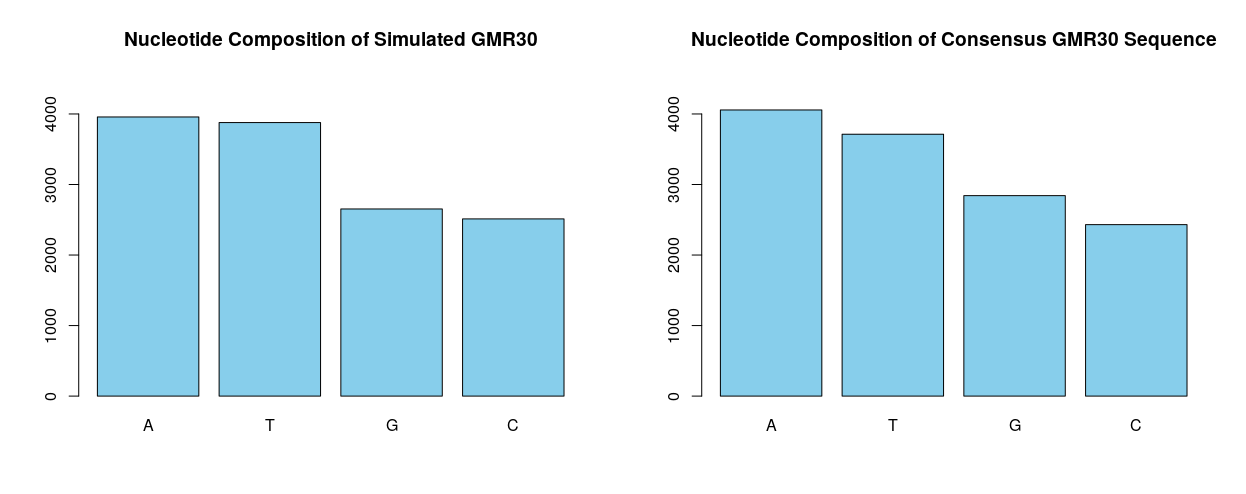 Nucleotide Composition of Simulated GMR30
4000
3000
2000
1000
0
A T G C
Nucleotide Composition of Consensus GMR30 Sequence
4000
3000
2000
1000
0
A T G C